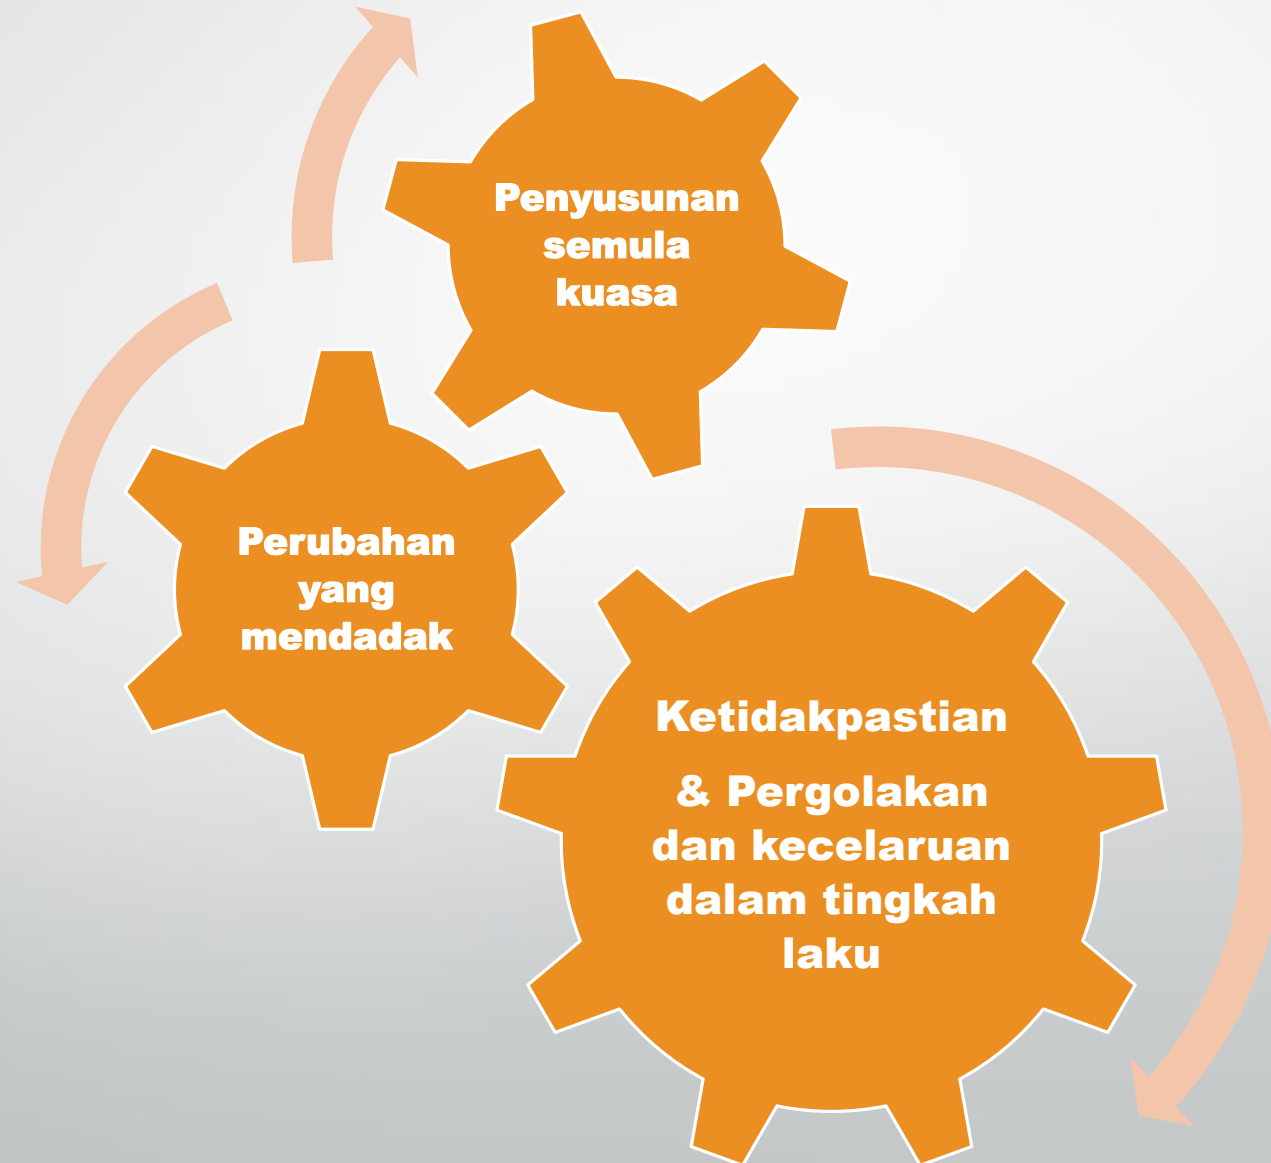 Penyusunan
semula
kuasa
Perubahan
yang
mendadak
Ketidakpastian
& Pergolakan
dan kecelaruan
dalam tingkah
laku